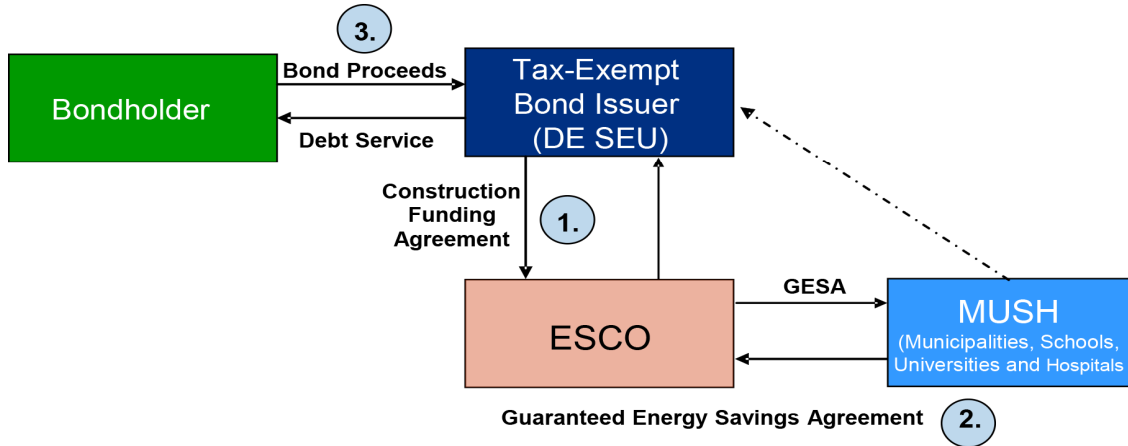 3.
Bond Proceeds
Bondholder
Tax-Exempt
Bond Issuer
(DE SEU)
Debt Service
Construction
Funding
Agreement
1.
ESCO
GESA
MUSH
(Municipalities, Schools,
Universities and Hospitals
Guaranteed Energy Savings Agreement
2.